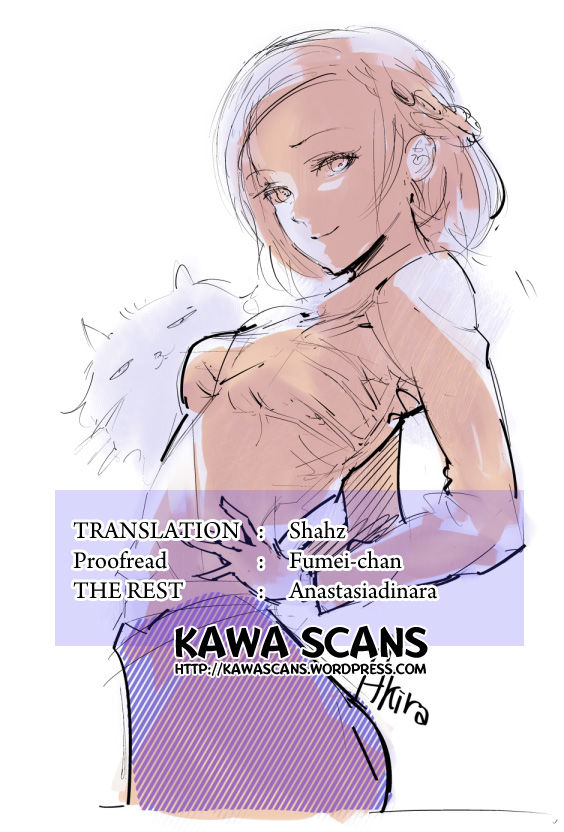 TRANSLATION : Shahz
Proofread : Fumei-chan
THE REST : Anastasiadinara
KAWA SCANS
HTTP://KAWASCANS.WORDPRESS.COM
Akira